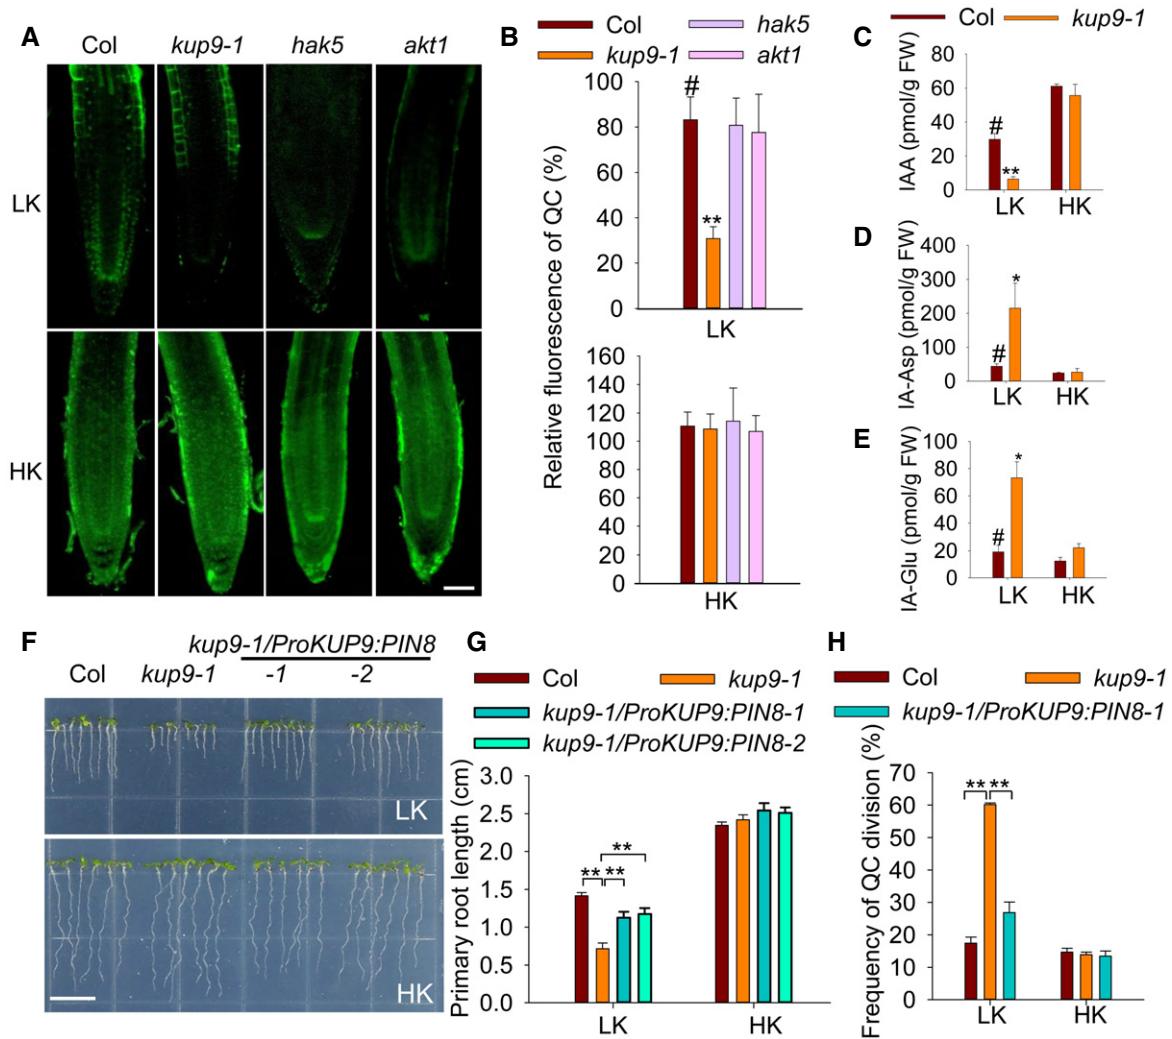 A
Col
kup9-1
hak5
akt1
LK
HK
B
Col
hak5
kup9-1
akt1
Relative fluorescence of QC (%)
100
80
60
40
20
0
#
**
LK
160
140
120
100
80
60
40
20
0
HK
Col
kup9-1
C
IAA (pmol/g FW)
80
60
40
20
0
#
**
LK
HK
D
IA-Asp (pmol/g FW)
400
300
200
100
0
#
*
LK
HK
E
IA-Glu (pmol/g FW)
100
80
60
40
20
0
#
*
LK
HK
F
kup9-1/ProKUP9:PIN8
Col
kup9-1
-1
-2
LK
HK
G
Col
kup9-1
kup9-1/ProKUP9:PIN8-1
kup9-1/ProKUP9:PIN8-2
Primary root length (cm)
3.0
2.5
2.0
1.5
1.0
0.5
0.0
**
**
**
LK
HK
H
Col
kup9-1
kup9-1/ProKUP9:PIN8-1
Frequency of QC division (%)
70
60
50
40
30
20
10
0
**
**
LK
HK